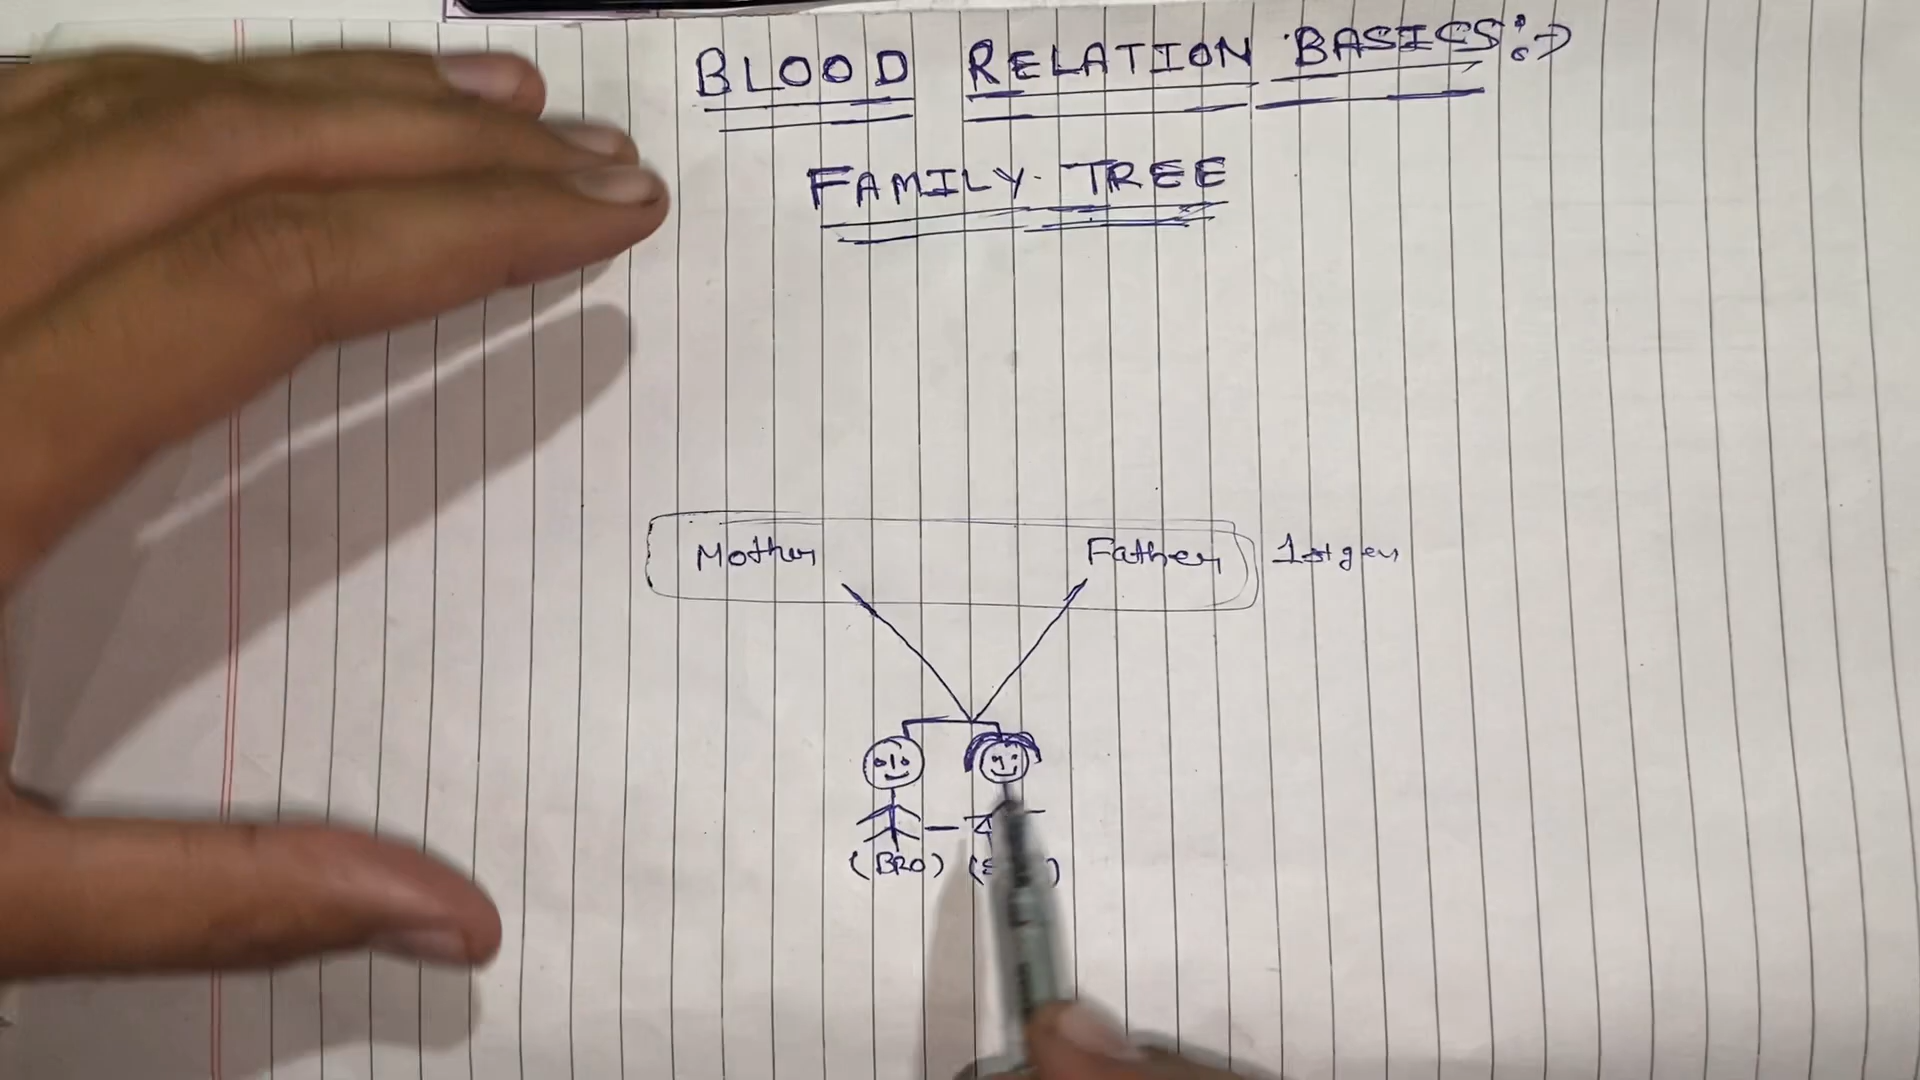 BLOOD RELATION BASICS :->
FAMILY TREE
Mother Father 1st gen
(BRO)